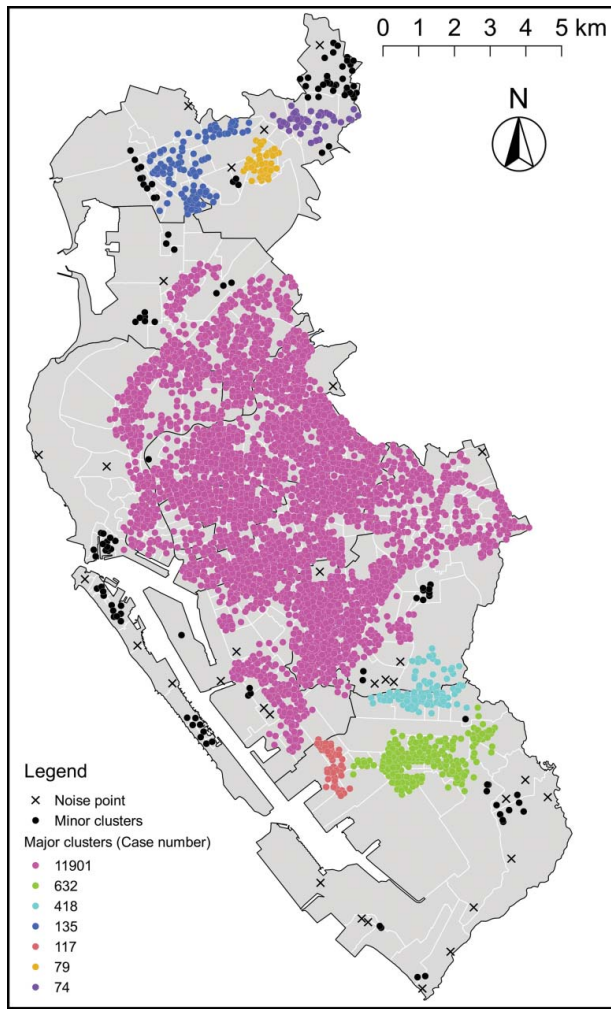 0 1 2 3 4 5 km
N
Legend
× Noise point
Minor clusters
Major clusters (Case number)
11901
632
418
135
117
79
74